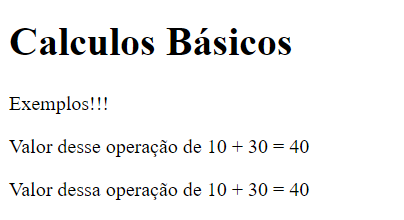 Calculos Básicos
Exemplos!!!
Valor desse operação de 10 + 30 = 40
Valor dessa operação de 10 + 30 = 40